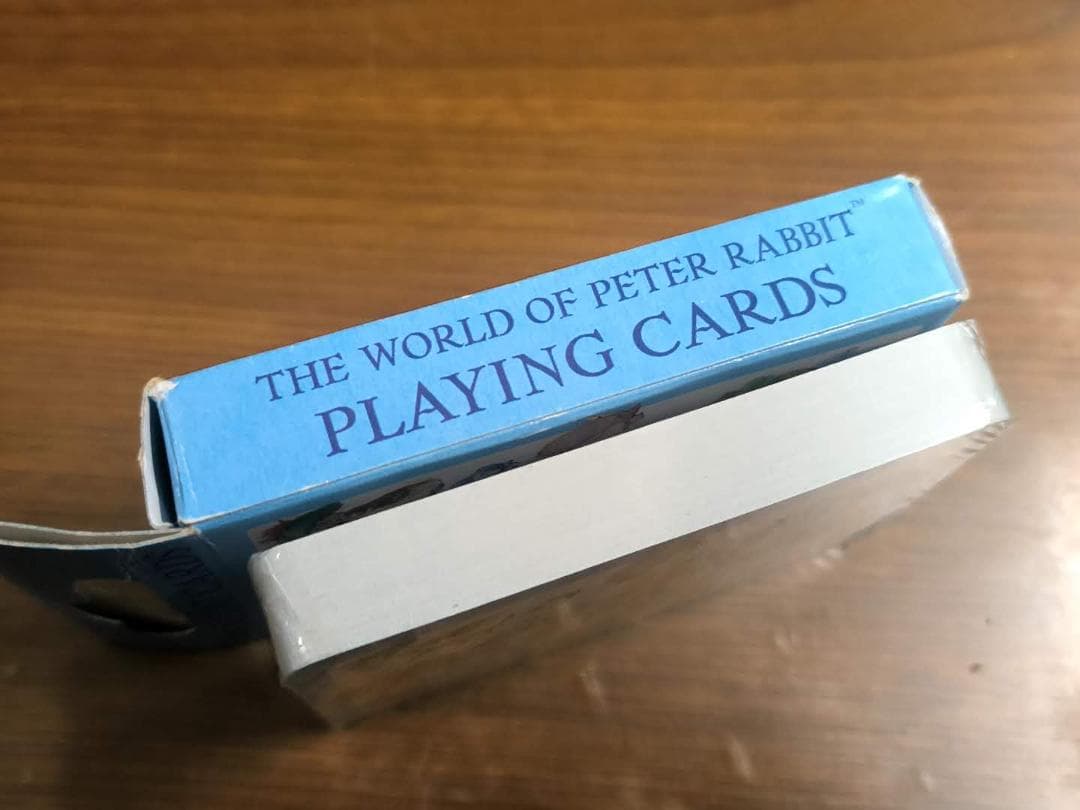 THE WORLD OF PETER RABBIT™
PLAYING CARDS